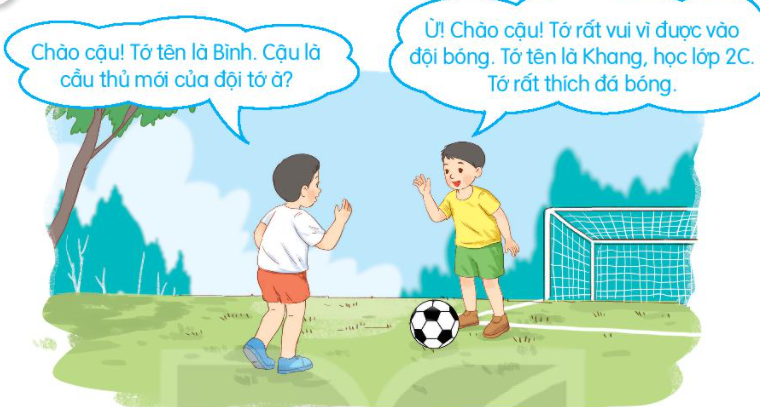 Chào cậu! Tớ tên là Bình. Cậu là
cầu thủ mới của đội tớ à?
Ừ! Chào cậu! Tớ rất vui vì được vào
đội bóng. Tớ tên là Khang, học lớp 2C.
Tớ rất thích đá bóng.